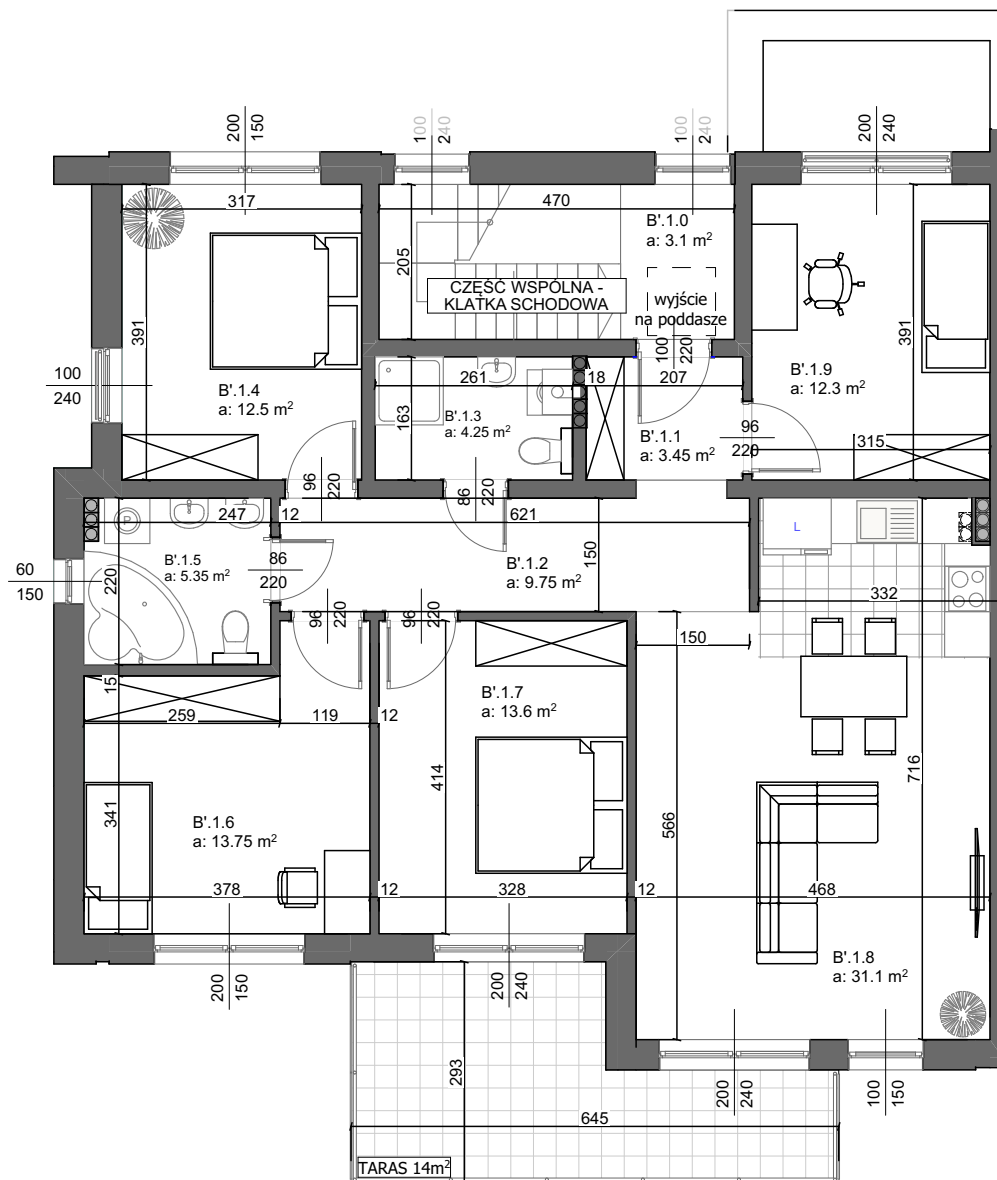 200
150
100
240
100
240
200
240
317
470
B'.1.0
a: 3.1 m²
205
CZĘŚĆ WSPÓLNA -
KLATKA SCHODOWA
wyjście
na poddasze
391
391
100
220
100
240
B'.1.4
a: 12.5 m²
261
18
207
B'.1.9
a: 12.3 m²
163
B'.1.3
a: 4.25 m²
B'.1.1
a: 3.45 m²
96
220
315
96
220
86
220
247
12
621
P
L
B'.1.5
a: 5.35 m²
86
220
B'.1.2
a: 9.75 m²
150
60
150
220
332
96
220
96
220
150
15
259
119
12
B'.1.7
a: 13.6 m²
414
716
341
B'.1.6
a: 13.75 m²
566
378
12
328
12
468
B'.1.8
a: 31.1 m²
200
150
200
240
293
200
240
100
150
645
TARAS 14m²